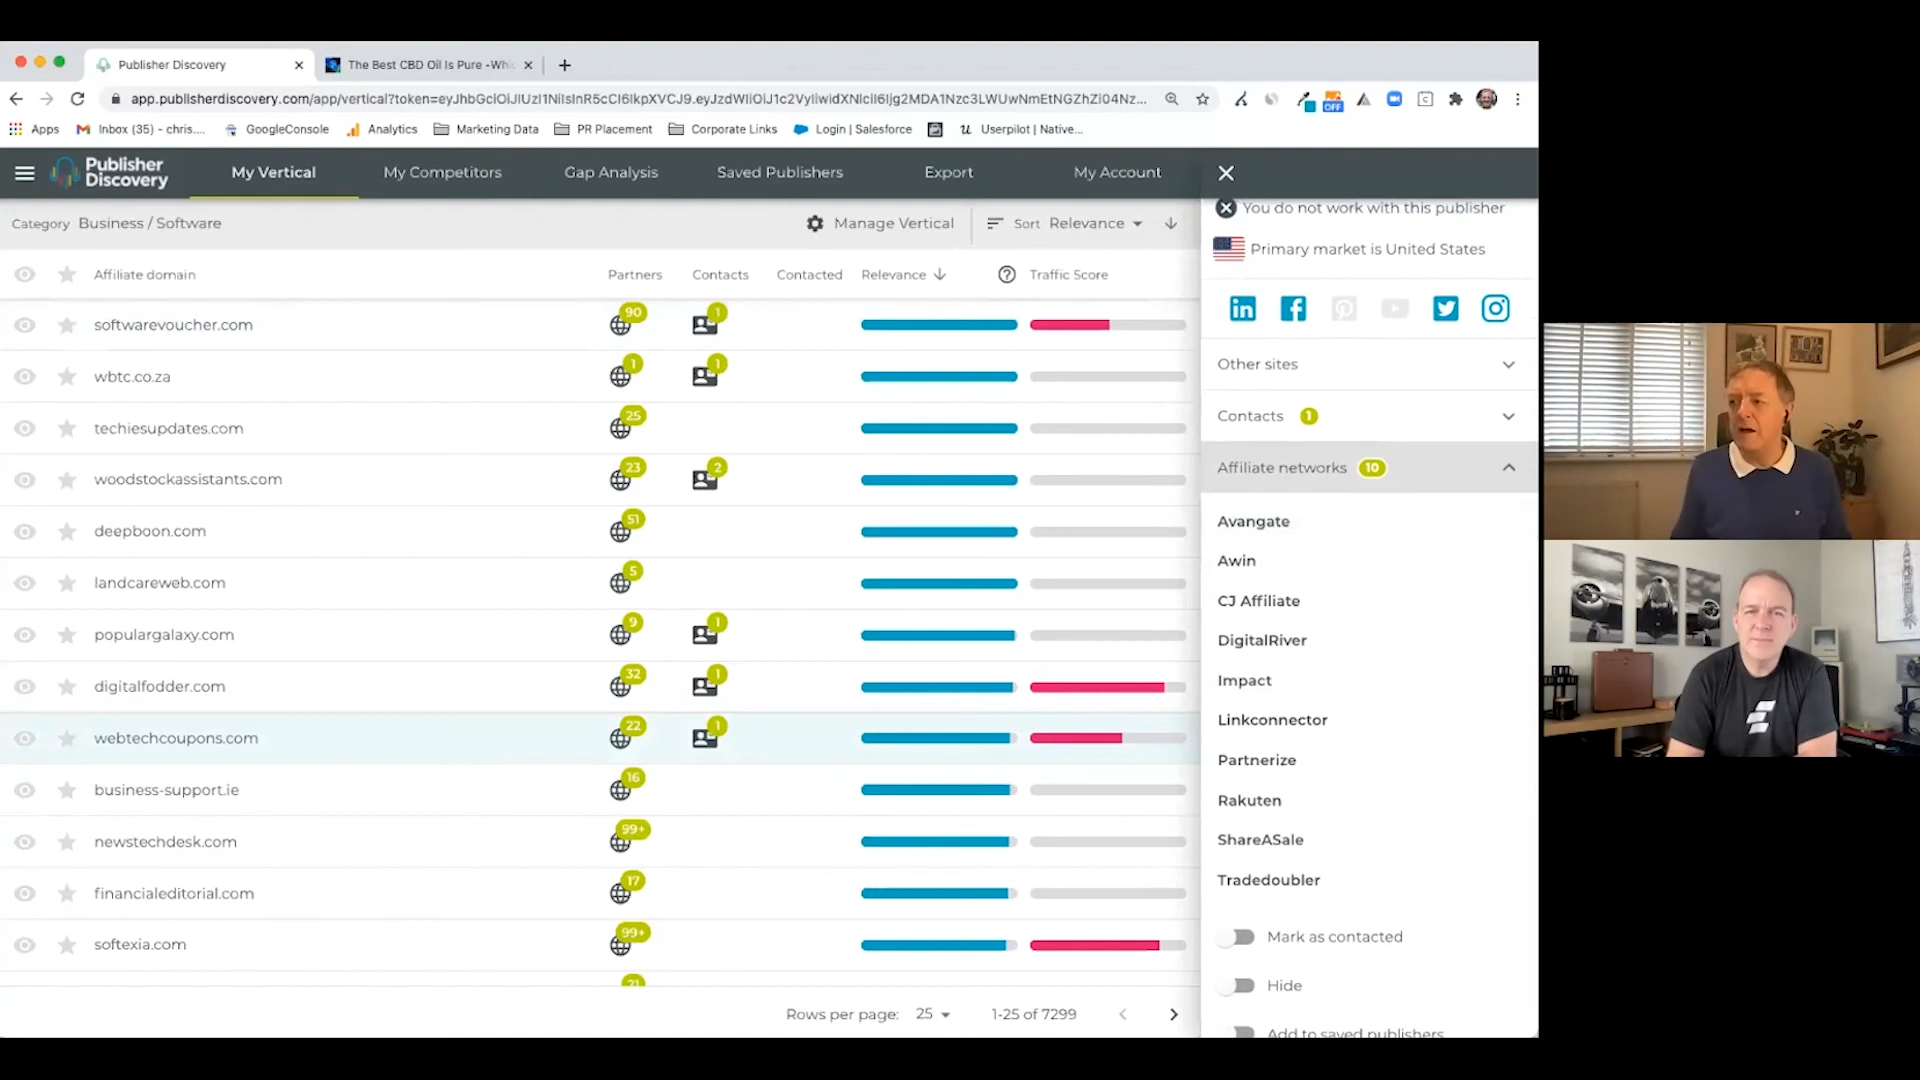 Publisher Discovery
The Best CBD Oil Is Pure -Whi
app.publisherdiscovery.com/app/vertical?token=
Apps
Inbox (35) - chris....
GoogleConsole
Analytics
Marketing Data
PR Placement
Corporate Links
Login | Salesforce
Userpilot | Native...
OFF
Publisher
Discovery
My Vertical
My Competitors
Gap Analysis
Saved Publishers
Export
My Account
Category Business / Software
Manage Vertical
Sort Relevance
Affiliate domain
Partners
Contacts
Contacted
Relevance
Traffic Score
softwarevoucher.com 90 1
wbtc.co.za 1 1
techiesupdates.com 25
woodstockassistants.com 23 2
deepboon.com 51
landcareweb.com 5
populargalaxy.com 9 1
digitalfodder.com 32 1
webtechcoupons.com 22 1
business-support.ie 16
newstechdesk.com 99+
financialeditorial.com 17
softexia.com 99+
21
Rows per page: 25 1-25 of 7299
You do not work with this publisher
Primary market is United States
Other sites
Contacts 1
Affiliate networks 10
Avangate
Awin
CJ Affiliate
DigitalRiver
Impact
Linkconnector
Partnerize
Rakuten
ShareASale
Tradedoubler
Mark as contacted
Hide
Add to saved publishers